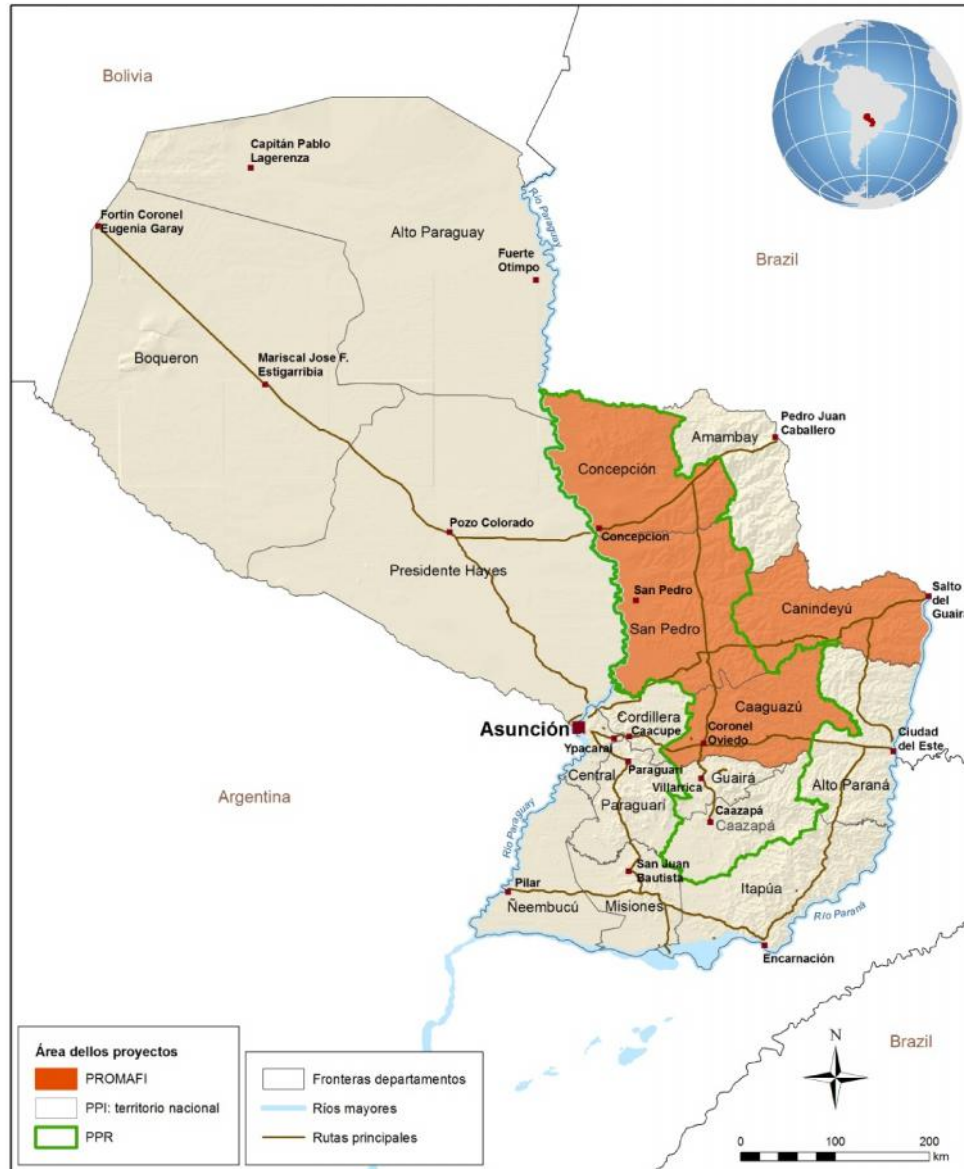 Bolivia
Capitán Pablo
Lagerenza
Fortin Coronel
Eugenia Garay
Alto Paraguay
Río Paraguay
Fuerte
Otimpo
Brazil
Boqueron
Mariscal Jose F.
Estigarribia
Pedro Juan
Caballero
Amambay
Concepción
Pozo Colorado
Concepcion
Presidente Hayes
San Pedro
San Pedro
Canindeyú
Salto
del
Guaira
Caaguazú
Cordillera
Asunción
Caacupe
Coronel
Oviedo
Ciudad
del Este
Ypacarai
Central
Paraguarí
Villarrica
Guairá
Alto Paraná
Paraguarí
Argentina
Caazapá
Caazapá
Río Paraguay
San Juan
Bautista
Itapúa
Pilar
Ñeembucú
Misiones
Río Paraná
Encarnación
Brazil
N
Área dellos proyectos
PROMAFI
PPI: territorio nacional
PPR
Fronteras departamentos
Ríos mayores
Rutas principales
0 100 200
km